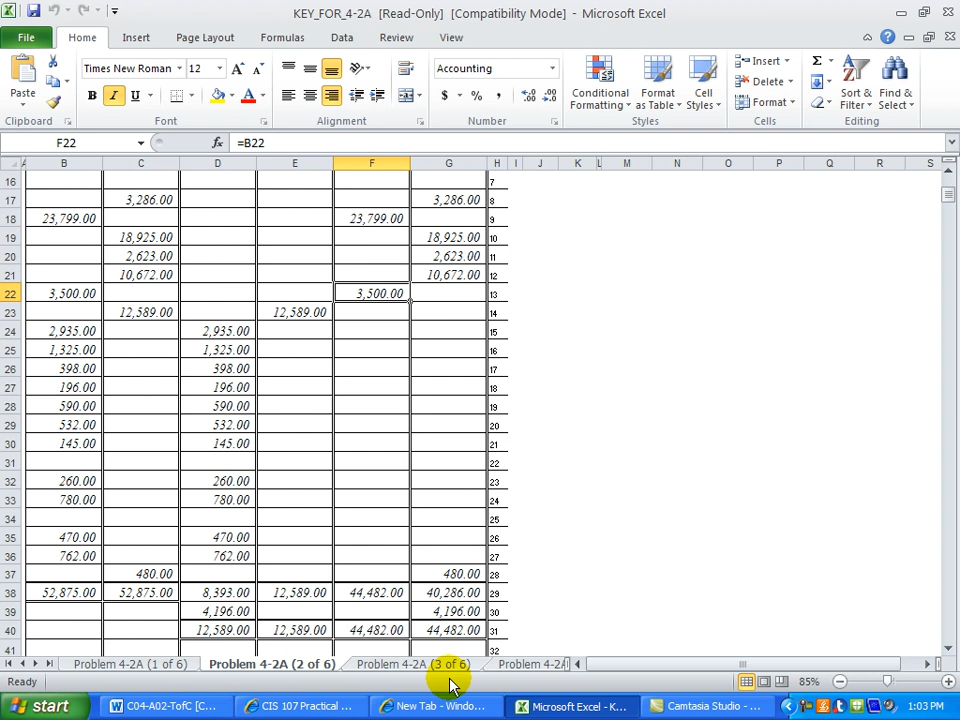 KEY_FOR_4-2A [Read-Only] [Compatibility Mode] - Microsoft Excel
File Home Insert Page Layout Formulas Data Review View
Times New Roman 12 Accounting Insert
Paste B I U A $ % , Conditional Formatting Format as Table Cell Styles Delete Format Σ Sort & Filter Find & Select
Clipboard Font Alignment Number Styles Cells Editing
F22 fx =B22
A B C D E F G H I J K L M N O P Q R S
16 7
17 3,286.00 3,286.00 8
18 23,799.00 23,799.00 9
19 18,925.00 18,925.00 10
20 2,623.00 2,623.00 11
21 10,672.00 10,672.00 12
22 3,500.00 3,500.00 13
23 12,589.00 12,589.00 14
24 2,935.00 2,935.00 15
25 1,325.00 1,325.00 16
26 398.00 398.00 17
27 196.00 196.00 18
28 590.00 590.00 19
29 532.00 532.00 20
30 145.00 145.00 21
31 22
32 260.00 260.00 23
33 780.00 780.00 24
34 25
35 470.00 470.00 26
36 762.00 762.00 27
37 480.00 480.00 28
38 52,875.00 52,875.00 8,393.00 12,589.00 44,482.00 40,286.00 29
39 4,196.00 4,196.00 30
40 12,589.00 12,589.00 44,482.00 44,482.00 31
41 32
Problem 4-2A (1 of 6) Problem 4-2A (2 of 6) Problem 4-2A (3 of 6) Problem 4-2A
Ready 85%
start C04-A02-TofC [C... CIS 107 Practical ... New Tab - Windo... Microsoft Excel - K... Camtasia Studio - ... 1:03 PM